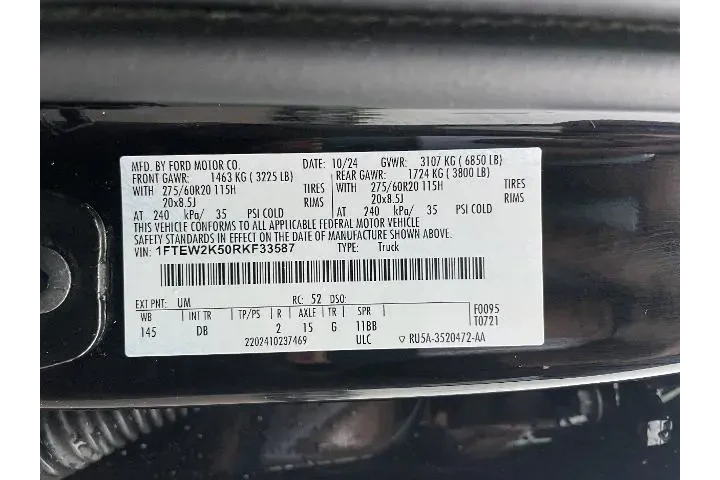 MFD. BY FORD MOTOR CO. DATE: 10/24 GVWR: 3107 KG ( 6850 LB)
FRONT GAWR: 1463 KG ( 3225 LB) REAR GAWR: 1724 KG ( 3800 LB)
WITH 275/60R20 115H TIRES WITH 275/60R20 115H TIRES
20x8.5J RIMS 20x8.5J RIMS
AT 240 kPa/ 35 PSI COLD AT 240 kPa/ 35 PSI COLD
THIS VEHICLE CONFORMS TO ALL APPLICABLE FEDERAL MOTOR VEHICLE
SAFETY STANDARDS IN EFFECT ON THE DATE OF MANUFACTURE SHOWN ABOVE.
VIN: 1FTEW2K50RKF33587 TYPE: Truck
EXT PNT: UM RC: 52 DSO: F0095
WB INT TR TP/PS R AXLE TR SPR T0721
145 DB 2 15 G 11BB
2202410237469 ULC ▽ RU5A-3520472-AA